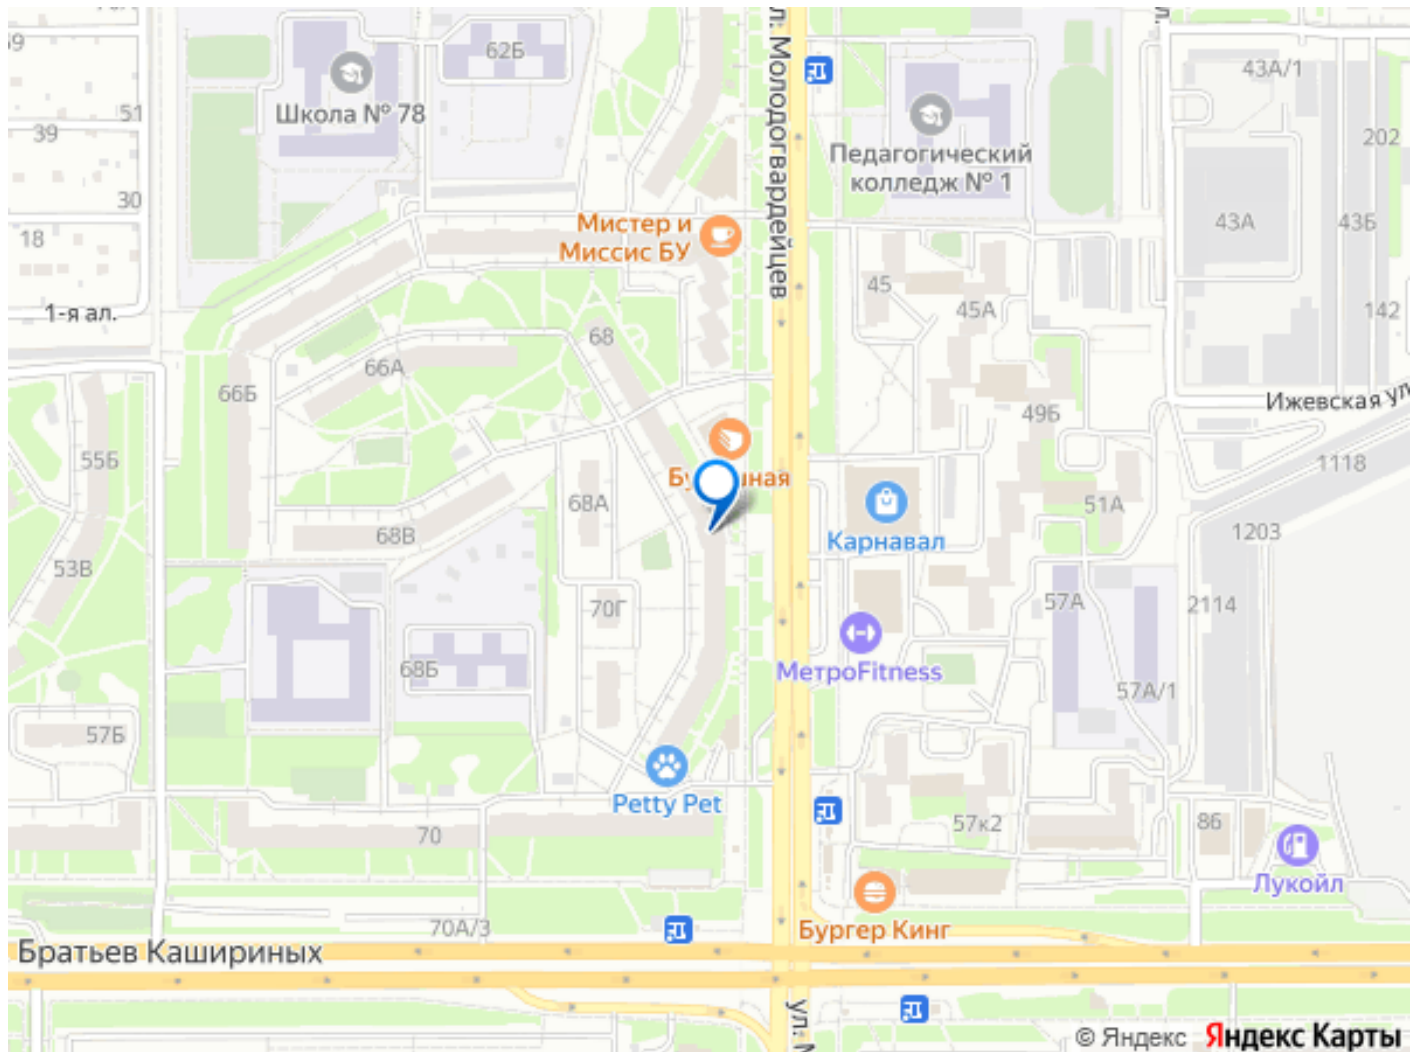 62Б
43А/1
Школа № 78
ул. Молодогвардейцев
Педагогический
колледж № 1
51
39
30
18
202
43А
43Б
142
Мистер и
Миссис БУ
45
45А
1-я ал.
68
66А
66Б
49Б
Ижевская ул
1118
1203
55Б
53В
68А
68В
Карнавал
51А
57А
2114
70Г
68Б
МетроFitness
57А/1
57Б
Petty Pet
70
57к2
86
Лукойл
70А/3
Бургер Кинг
Братьев Кашириных
ул. М
© Яндекс Яндекс Карты